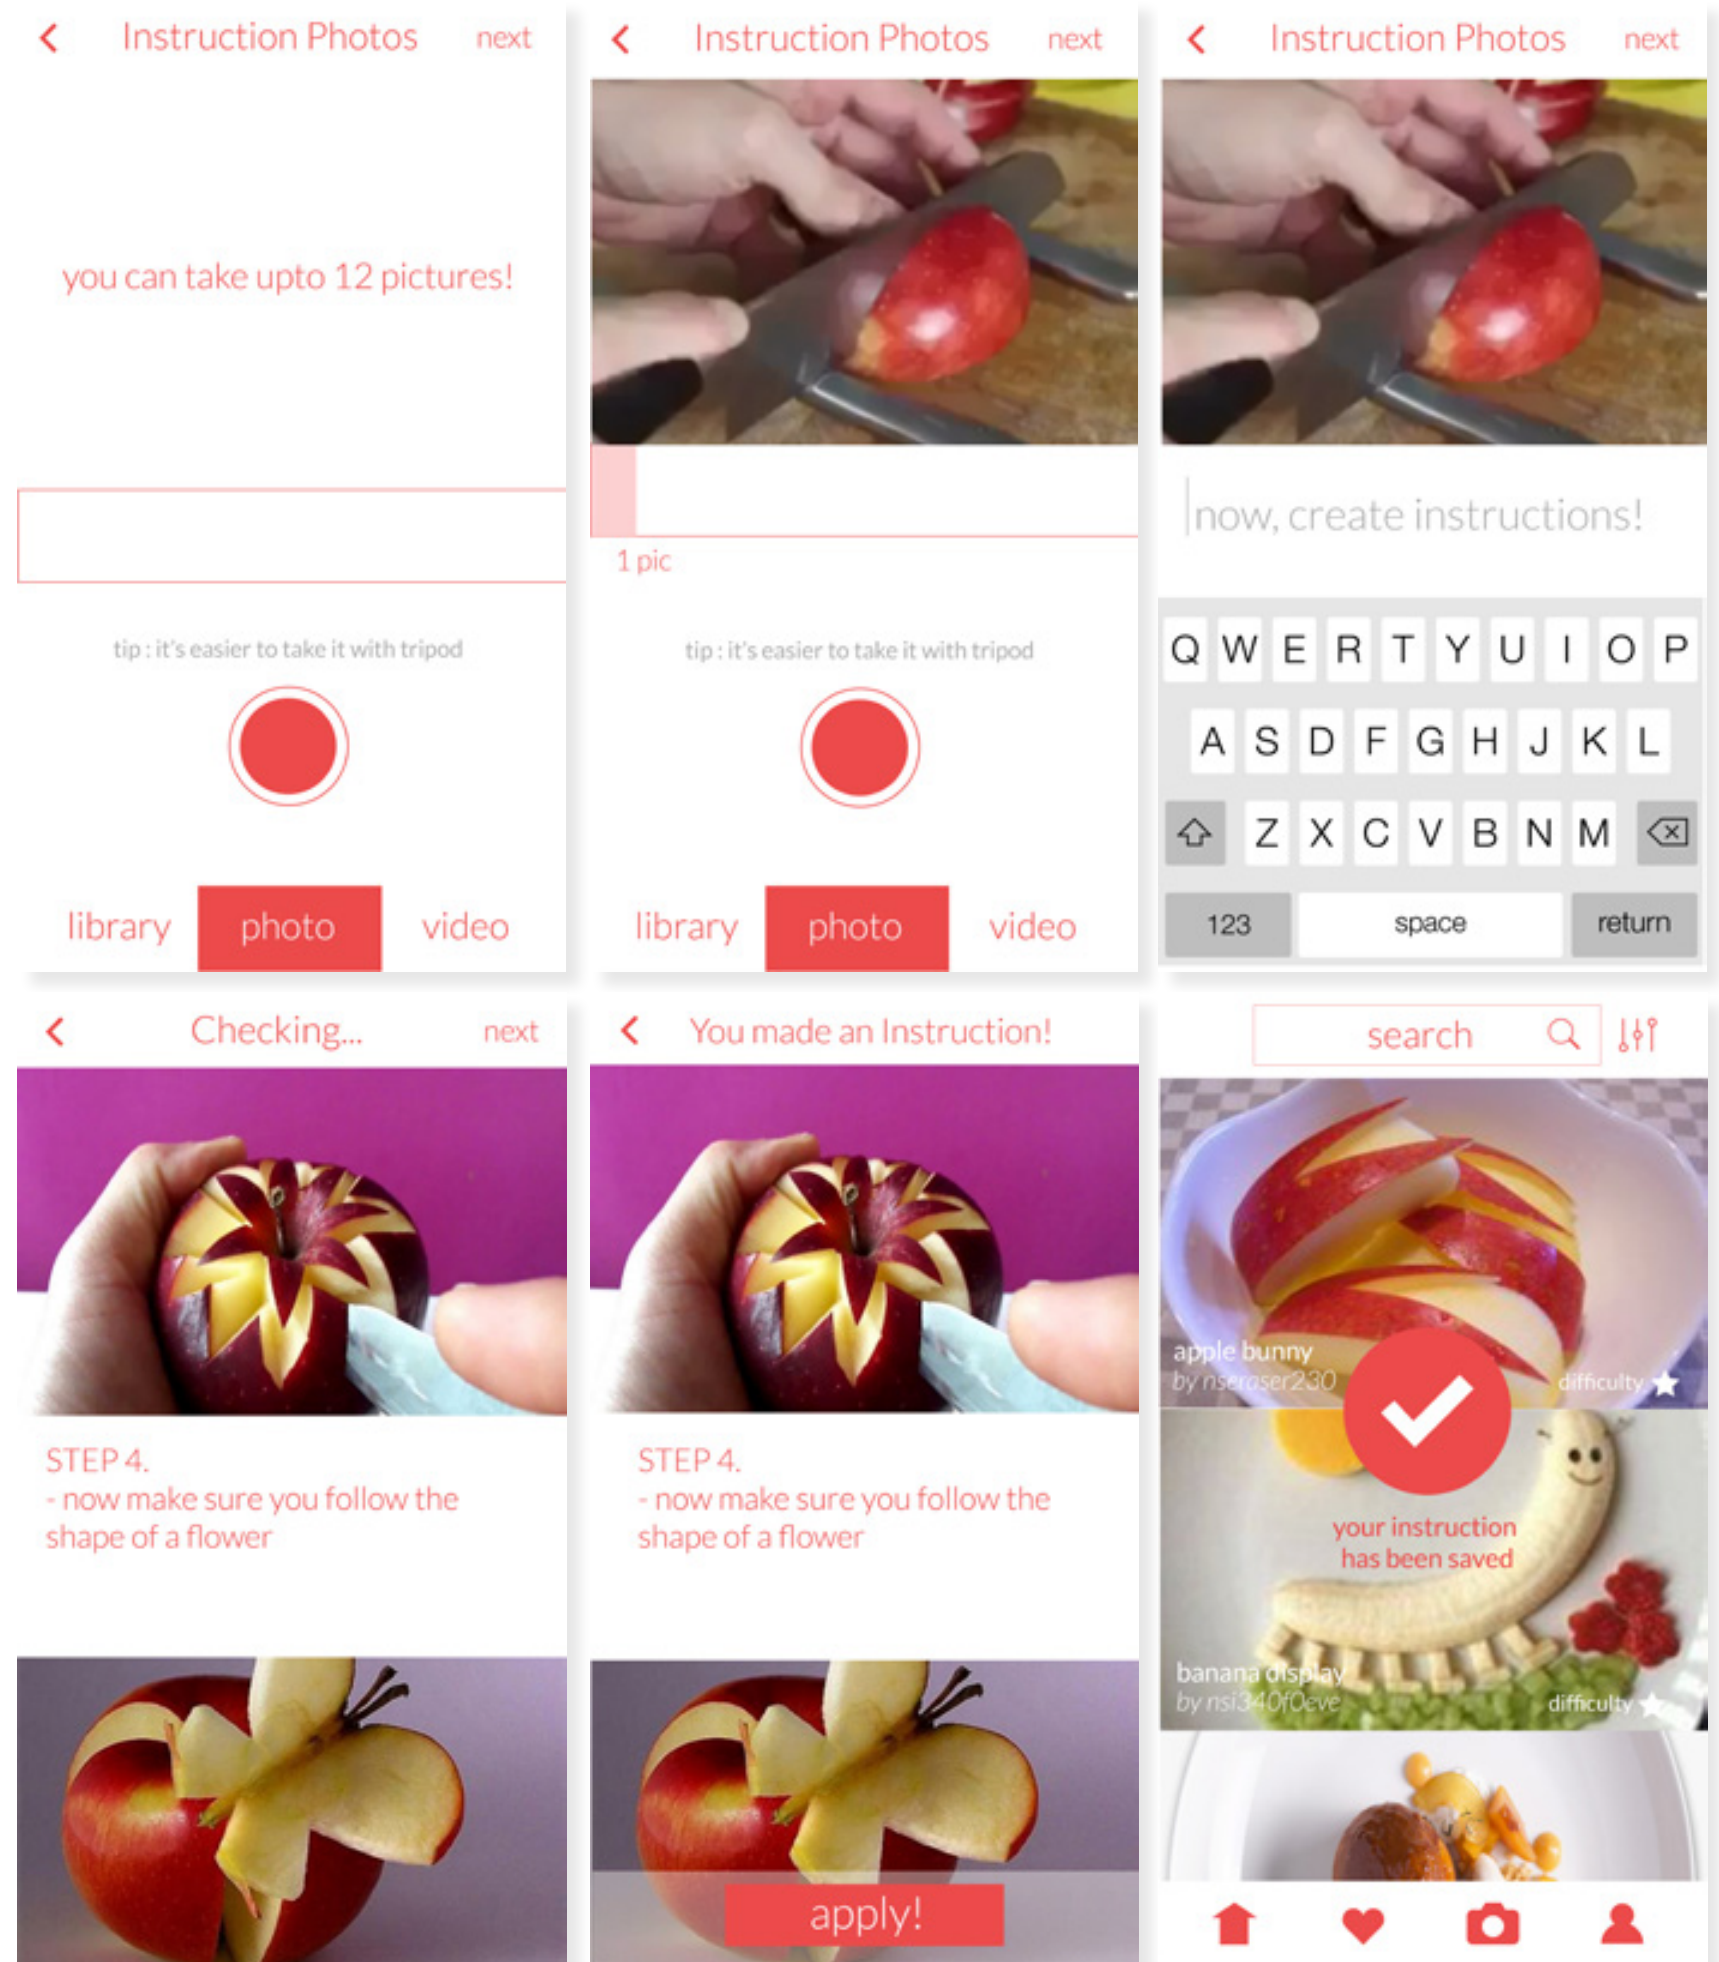 Instruction Photos next
you can take upto 12 pictures!
tip : it's easier to take it with tripod
library photo video
Instruction Photos next
1 pic
tip : it's easier to take it with tripod
library photo video
Instruction Photos next
now, create instructions!
Q W E R T Y U I O P
A S D F G H J K L
Z X C V B N M
123 space return
Checking... next
STEP 4.
- now make sure you follow the
shape of a flower
You made an Instruction!
STEP 4.
- now make sure you follow the
shape of a flower
apply!
search
apple bunny
by nseraser230
difficulty
your instruction
has been saved
banana display
by nsi340f0eve
difficulty